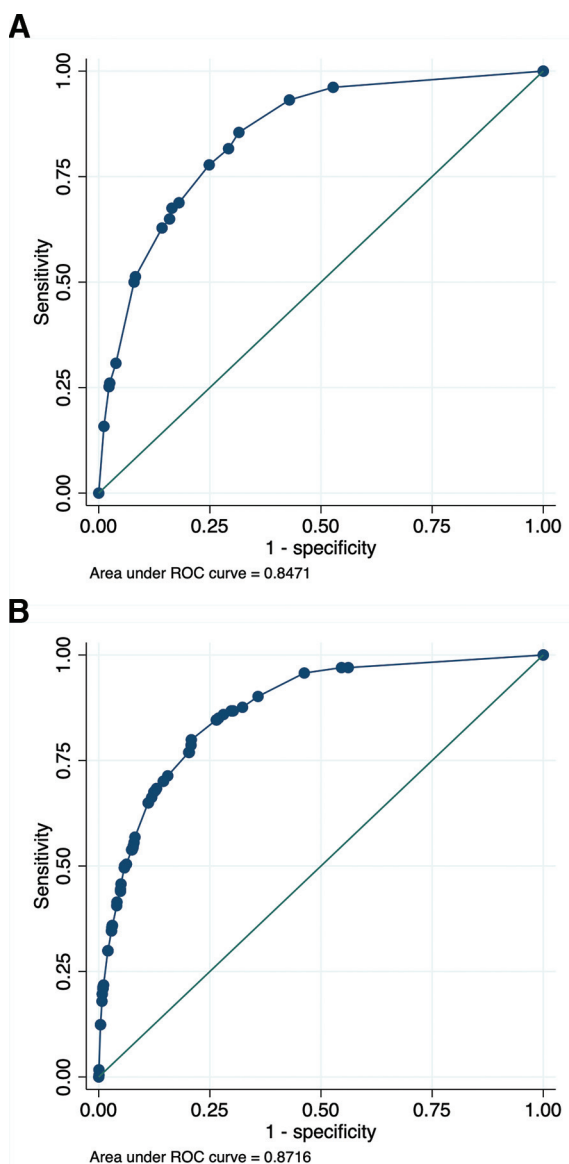 A
Sensitivity
1.00
0.75
0.50
0.25
0.00
0.00 0.25 0.50 0.75 1.00
1 - specificity
Area under ROC curve = 0.8471
B
Sensitivity
1.00
0.75
0.50
0.25
0.00
0.00 0.25 0.50 0.75 1.00
1 - specificity
Area under ROC curve = 0.8716